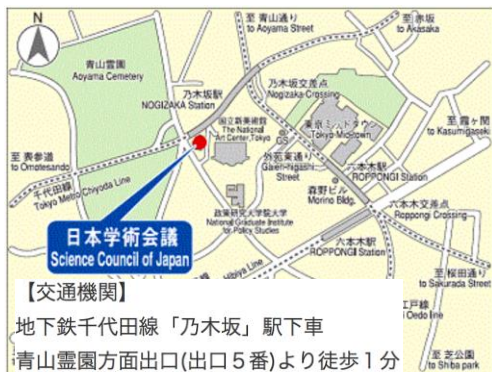 N
至 青山通り
to Aoyama Street
至 赤坂
to Akasaka
青山霊園
Aoyama Cemetery
乃木坂駅
NOGIZAKA Station
乃木坂交差点
Nogizaka Crossing
国立新美術館
The National
Art Center,Tokyo
東京ミッドタウン
Tokyo Midtown
至 霞ヶ関
to Kasumigaseki
GS
至 表参道
to Omotesando
外苑東通り
Gaien-higashi
Street
六本木駅
ROPPONGI Station
千代田線
Tokyo Metro Chiyoda Line
森野ビル
Morino Bldg.
六本木交差点
Roppongi Crossing
政策研究大学院大学
National Graduate Institute
for Policy Studies
六本木駅
ROPPONGI Station
日本学術会議
Science Council of Japan
Hibiya Line
至 桜田通り
to Sakurada Street
江戸線
Oedo Line
至 芝公園
to Shiba park
【交通機関】
地下鉄千代田線「乃木坂」駅下車
青山霊園方面出口(出口５番)より徒歩１分